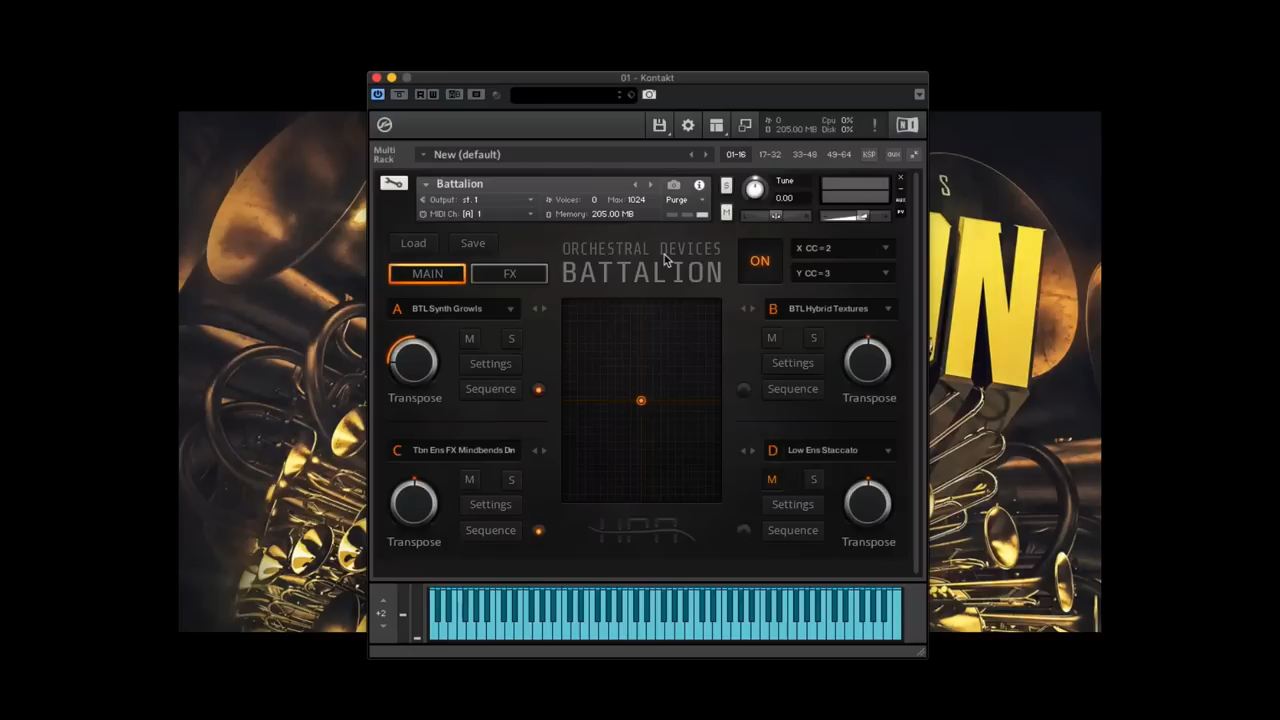 01 - Kontakt
R W
0 Cpu 0%
205.00 MB Disk 0%
Multi Rack
New (default)
01-16 17-32 33-48 49-64 KSP
Battalion
S
Tune
Output: st.1 Voices: 0 Max: 1024 Purge
0.00
AUX
MIDI Ch: [A] 1 Memory: 205.00 MB
M
PV
Load Save
ORCHESTRAL DEVICES
BATTALION
ON
X CC=2
Y CC=3
MAIN FX
A BTL Synth Growls
B BTL Hybrid Textures
M S
M S
Settings
Settings
Sequence
Sequence
Transpose
Transpose
C Tbn Ens FX Mindbends Dn
D Low Ens Staccato
M S
M S
Settings
Settings
Sequence
Sequence
Transpose
Transpose
+2
S
N